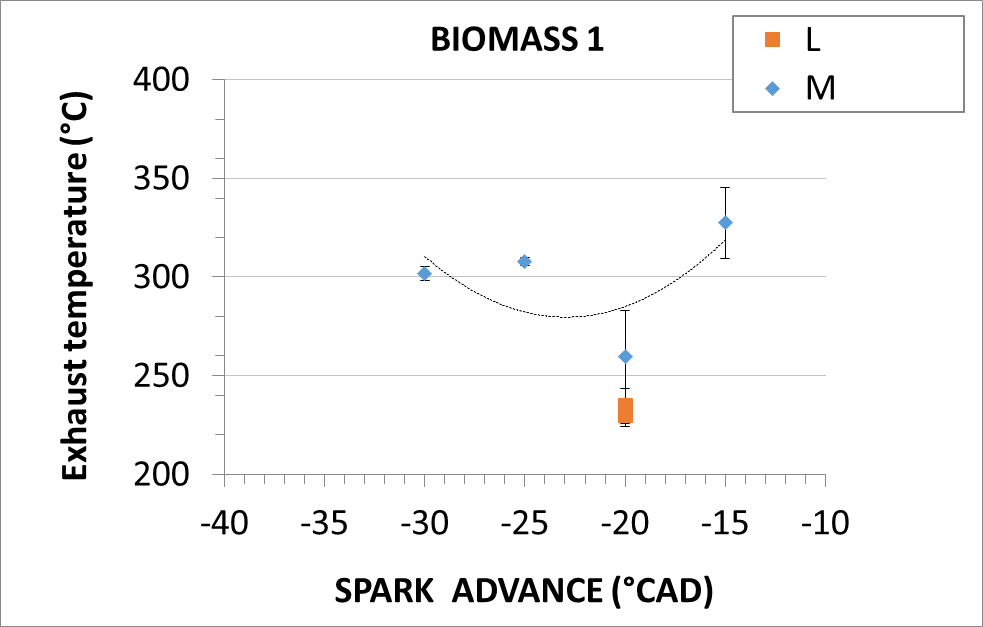 BIOMASS 1
L
M
Exhaust temperature (°C)
400
350
300
250
200
-40 -35 -30 -25 -20 -15 -10
SPARK ADVANCE (°CAD)